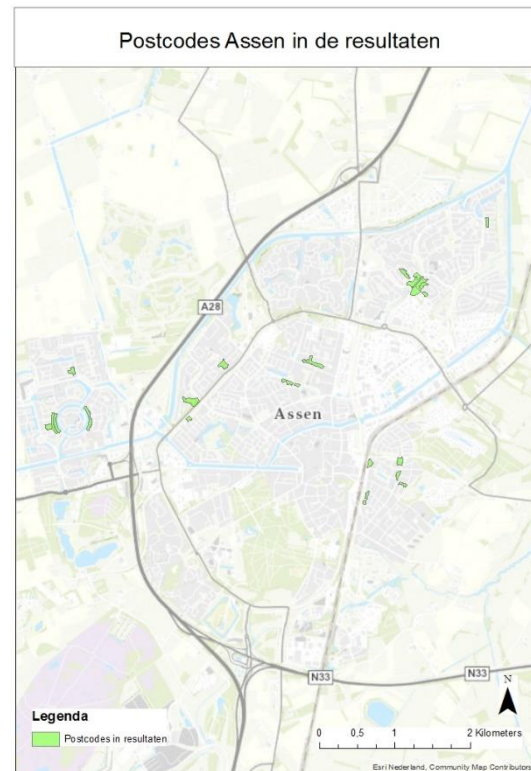 Postcodes Assen in de resultaten
A28
Assen
N33
N33
N
Legenda
Postcodes in resultaten
0 0,5 1 2 Kilometers
Esri Nederland, Community Map Contributors